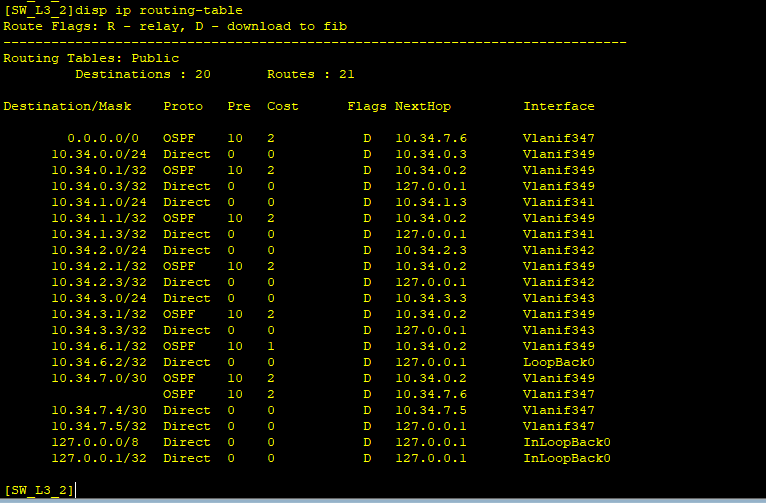 [SW_L3_2]disp ip routing-table
Route Flags: R - relay, D - download to fib
------------------------------------------------------------------------------
Routing Tables: Public
         Destinations : 20       Routes : 21

Destination/Mask    Proto   Pre  Cost      Flags NextHop       Interface

        0.0.0.0/0   OSPF    10   2           D   10.34.7.6       Vlanif347
      10.34.0.0/24  Direct  0    0           D   10.34.0.3       Vlanif349
      10.34.0.1/32  OSPF    10   2           D   10.34.0.2       Vlanif349
      10.34.0.3/32  Direct  0    0           D   127.0.0.1       Vlanif349
      10.34.1.0/24  Direct  0    0           D   10.34.1.3       Vlanif341
      10.34.1.1/32  OSPF    10   2           D   10.34.0.2       Vlanif349
      10.34.1.3/32  Direct  0    0           D   127.0.0.1       Vlanif341
      10.34.2.0/24  Direct  0    0           D   10.34.2.3       Vlanif342
      10.34.2.1/32  OSPF    10   2           D   10.34.0.2       Vlanif349
      10.34.2.3/32  Direct  0    0           D   127.0.0.1       Vlanif342
      10.34.3.0/24  Direct  0    0           D   10.34.3.3       Vlanif343
      10.34.3.1/32  OSPF    10   2           D   10.34.0.2       Vlanif349
      10.34.3.3/32  Direct  0    0           D   127.0.0.1       Vlanif343
      10.34.6.1/32  OSPF    10   1           D   10.34.0.2       Vlanif349
      10.34.6.2/32  Direct  0    0           D   127.0.0.1       LoopBack0
      10.34.7.0/30  OSPF    10   2           D   10.34.0.2       Vlanif349
                    OSPF    10   2           D   10.34.7.6       Vlanif347
      10.34.7.4/30  Direct  0    0           D   10.34.7.5       Vlanif347
      10.34.7.5/32  Direct  0    0           D   127.0.0.1       Vlanif347
      127.0.0.0/8   Direct  0    0           D   127.0.0.1       InLoopBack0
      127.0.0.1/32  Direct  0    0           D   127.0.0.1       InLoopBack0

[SW_L3_2]